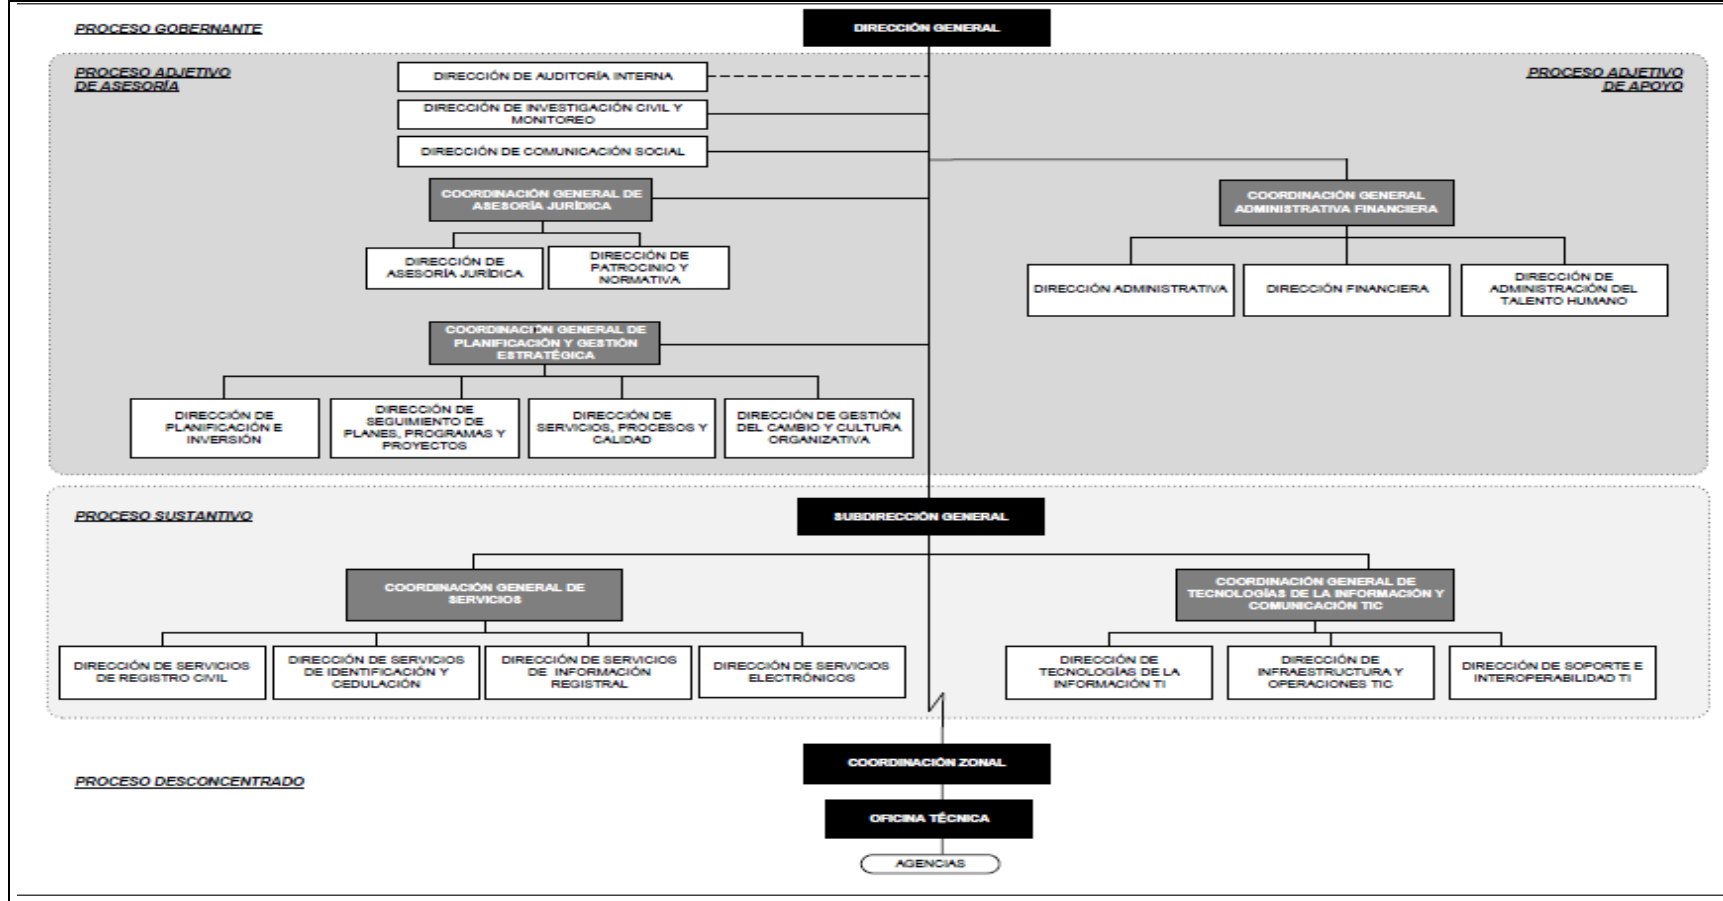 PROCESO GOBERNANTE
DIRECCIÓN GENERAL
PROCESO ADJETIVO
DE ASESORÍA
PROCESO ADJETIVO
DE APOYO
DIRECCIÓN DE AUDITORÍA INTERNA
DIRECCIÓN DE INVESTIGACIÓN CIVIL Y
MONITOREO
DIRECCIÓN DE COMUNICACIÓN SOCIAL
COORDINACIÓN GENERAL DE
ASESORÍA JURÍDICA
COORDINACIÓN GENERAL
ADMINISTRATIVA FINANCIERA
DIRECCIÓN DE
ASESORÍA JURÍDICA
DIRECCIÓN DE
PATROCINIO Y
NORMATIVA
DIRECCIÓN ADMINISTRATIVA
DIRECCIÓN FINANCIERA
DIRECCIÓN DE
ADMINISTRACIÓN DEL
TALENTO HUMANO
COORDINACIÓN GENERAL DE
PLANIFICACIÓN Y GESTIÓN
ESTRATÉGICA
DIRECCIÓN DE
PLANIFICACIÓN E
INVERSIÓN
DIRECCIÓN DE
SEGUIMIENTO DE
PLANES, PROGRAMAS Y
PROYECTOS
DIRECCIÓN DE
SERVICIOS, PROCESOS Y
CALIDAD
DIRECCIÓN DE GESTIÓN
DEL CAMBIO Y CULTURA
ORGANIZATIVA
PROCESO SUSTANTIVO
SUBDIRECCIÓN GENERAL
COORDINACIÓN GENERAL DE
SERVICIOS
COORDINACIÓN GENERAL DE
TECNOLOGÍAS DE LA INFORMACIÓN Y
COMUNICACIÓN TIC
DIRECCIÓN DE SERVICIOS
DE REGISTRO CIVIL
DIRECCIÓN DE SERVICIOS
DE IDENTIFICACIÓN Y
CEDULACIÓN
DIRECCIÓN DE SERVICIOS
DE INFORMACIÓN
REGISTRAL
DIRECCIÓN DE SERVICIOS
ELECTRÓNICOS
DIRECCIÓN DE
TECNOLOGÍAS DE LA
INFORMACIÓN TI
DIRECCIÓN DE
INFRAESTRUCTURA Y
OPERACIONES TIC
DIRECCIÓN DE SOPORTE E
INTEROPERABILIDAD TI
PROCESO DESCONCENTRADO
COORDINACIÓN ZONAL
OFICINA TÉCNICA
AGENCIAS